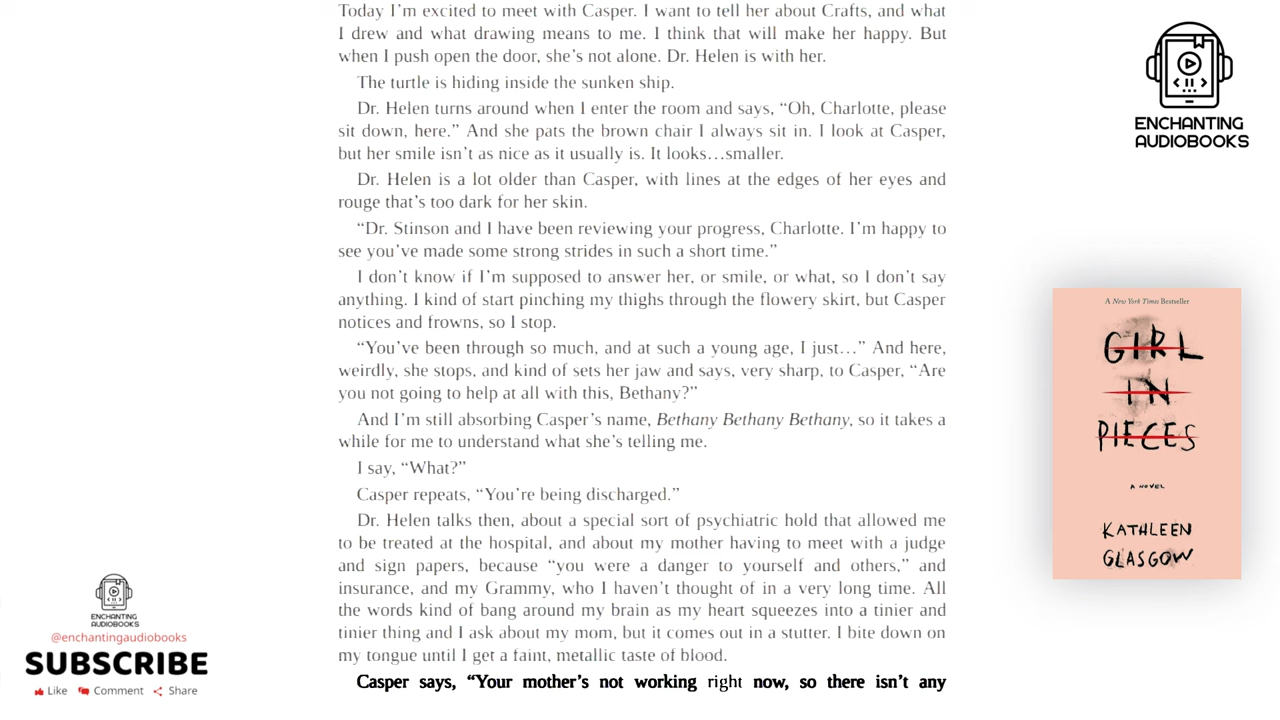 Today I'm excited to meet with Casper. I want to tell her about Crafts, and what
I drew and what drawing means to me. I think that will make her happy. But
when I push open the door, she's not alone. Dr. Helen is with her.
The turtle is hiding inside the sunken ship.
Dr. Helen turns around when I enter the room and says, “Oh, Charlotte, please
sit down, here.” And she pats the brown chair I always sit in. I look at Casper,
but her smile isn't as nice as it usually is. It looks…smaller.
Dr. Helen is a lot older than Casper, with lines at the edges of her eyes and
rouge that's too dark for her skin.
“Dr. Stinson and I have been reviewing your progress, Charlotte. I'm happy to
see you've made some strong strides in such a short time.”
I don't know if I'm supposed to answer her, or smile, or what, so I don't say
anything. I kind of start pinching my thighs through the flowery skirt, but Casper
notices and frowns, so I stop.
“You've been through so much, and at such a young age, I just…” And here,
weirdly, she stops, and kind of sets her jaw and says, very sharp, to Casper, “Are
you not going to help at all with this, Bethany?”
And I'm still absorbing Casper's name, Bethany Bethany Bethany, so it takes a
while for me to understand what she's telling me.
I say, “What?”
Casper repeats, “You're being discharged.”
Dr. Helen talks then, about a special sort of psychiatric hold that allowed me
to be treated at the hospital, and about my mother having to meet with a judge
and sign papers, because “you were a danger to yourself and others,” and
insurance, and my Grammy, who I haven't thought of in a very long time. All
the words kind of bang around my brain as my heart squeezes into a tinier and
tinier thing and I ask about my mom, but it comes out in a stutter. I bite down on
my tongue until I get a faint, metallic taste of blood.
Casper says, “Your mother's not working right now, so there isn't any
ENCHANTING
AUDIOBOOKS
A New York Times Bestseller
GIRL
IN
PIECES
A NOVEL
KATHLEEN
GLASGOW
ENCHANTING
AUDIOBOOKS
@enchantingaudiobooks
SUBSCRIBE
Like Comment Share